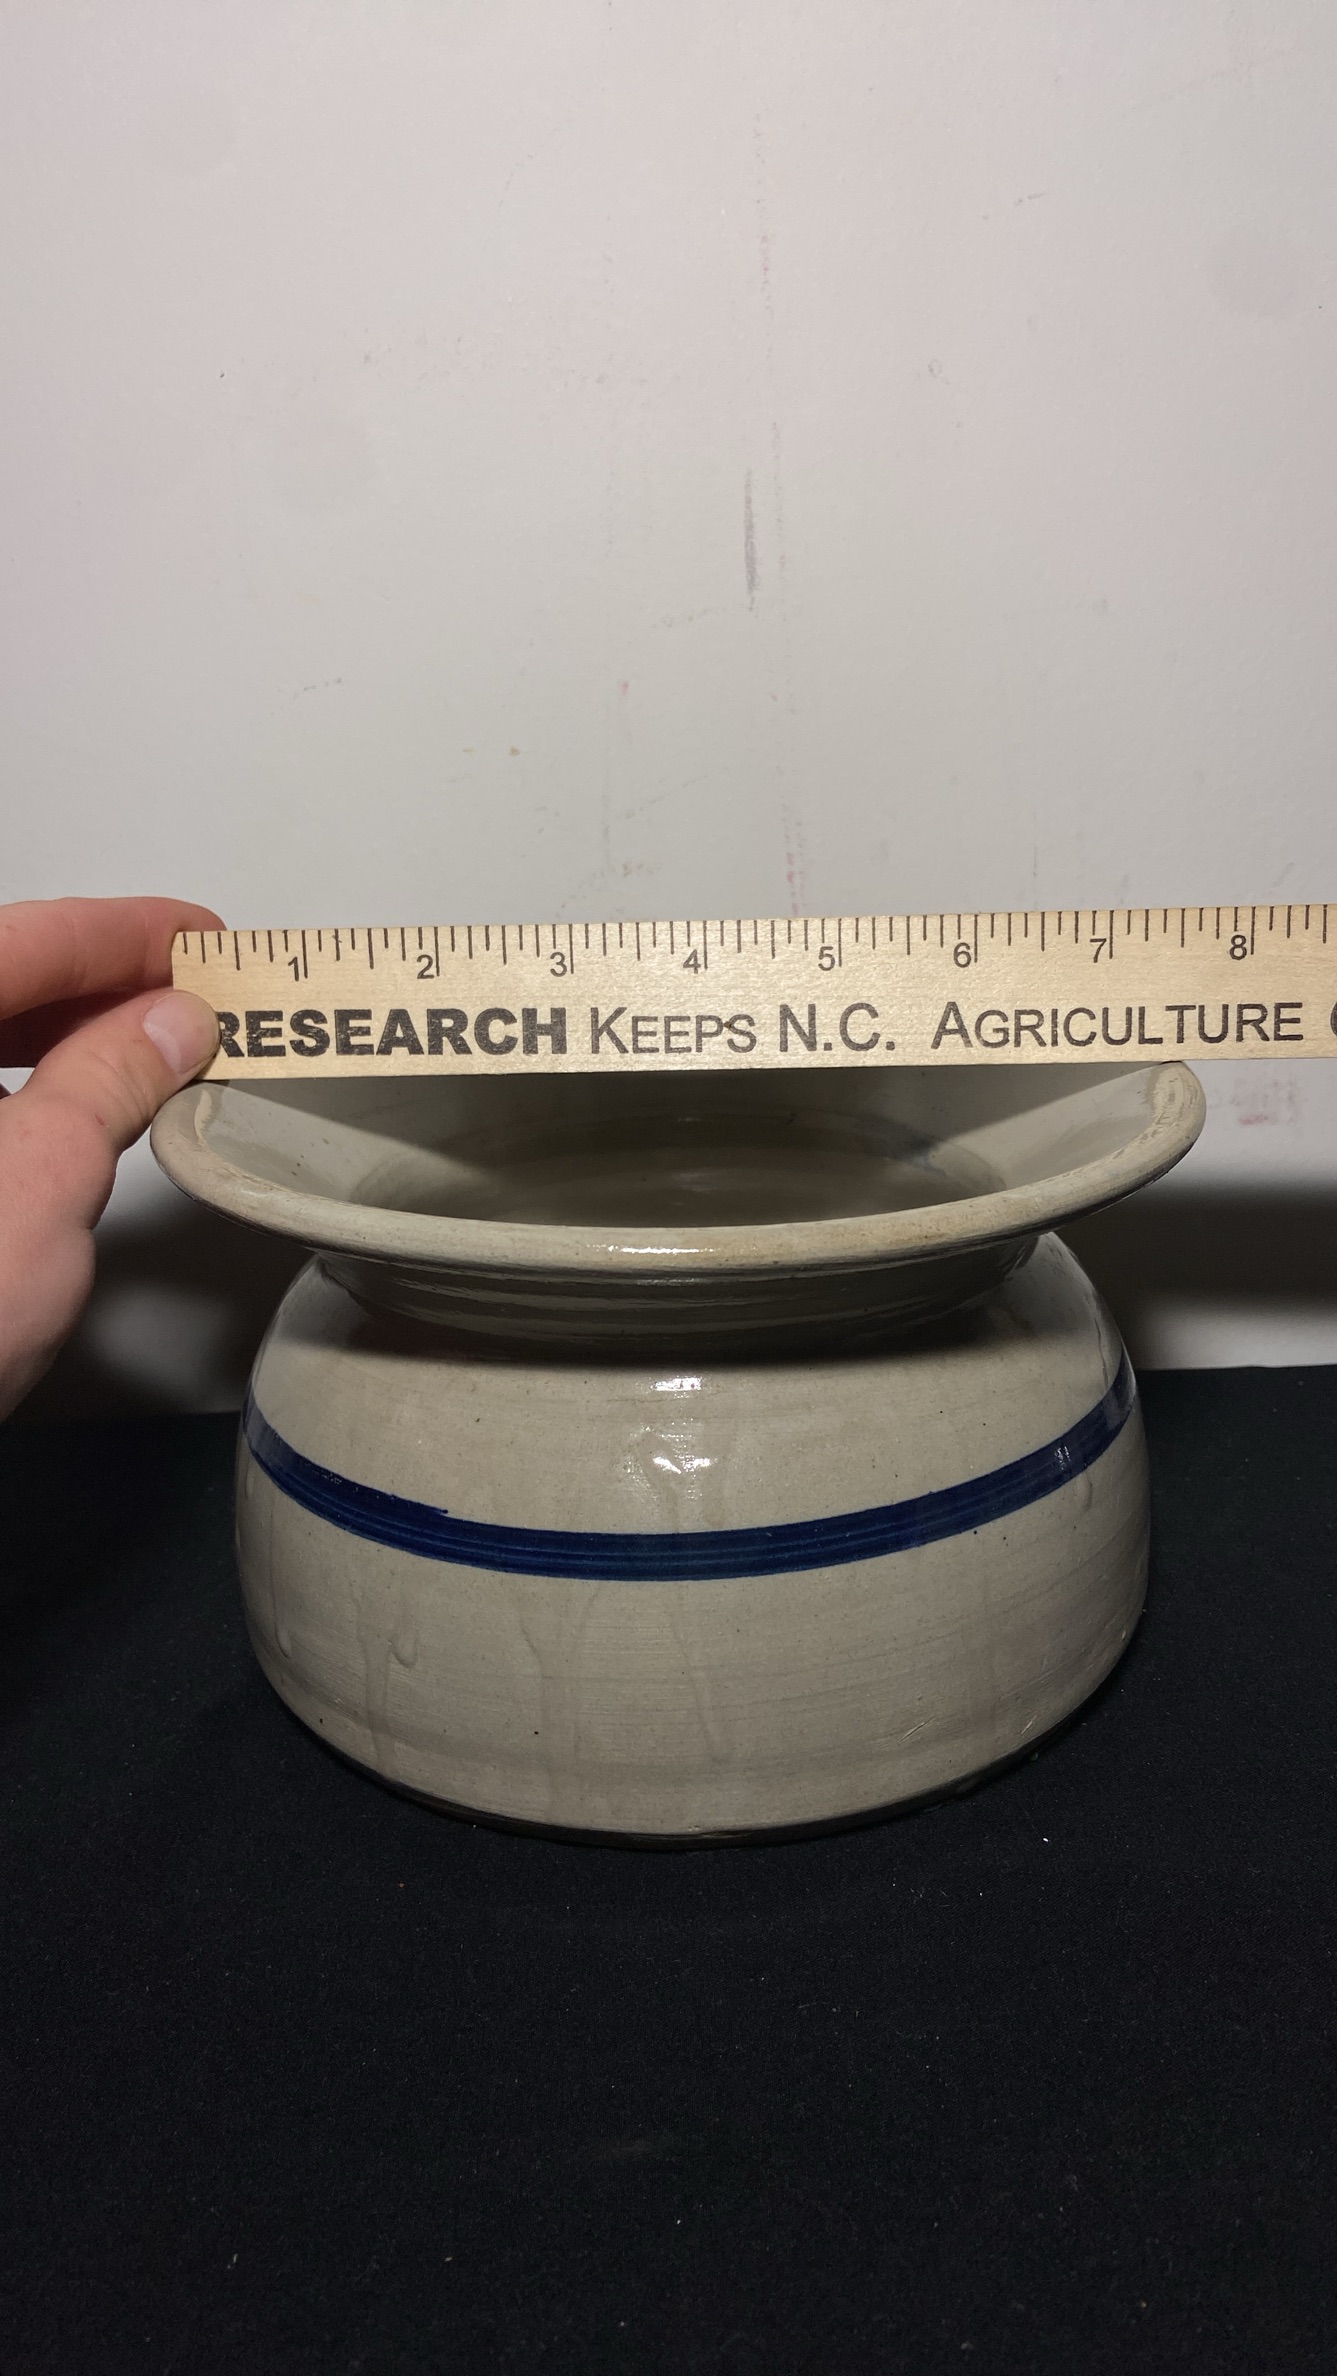 1 2 3 4 5 6 7 8
RESEARCH KEEPS N.C. AGRICULTURE